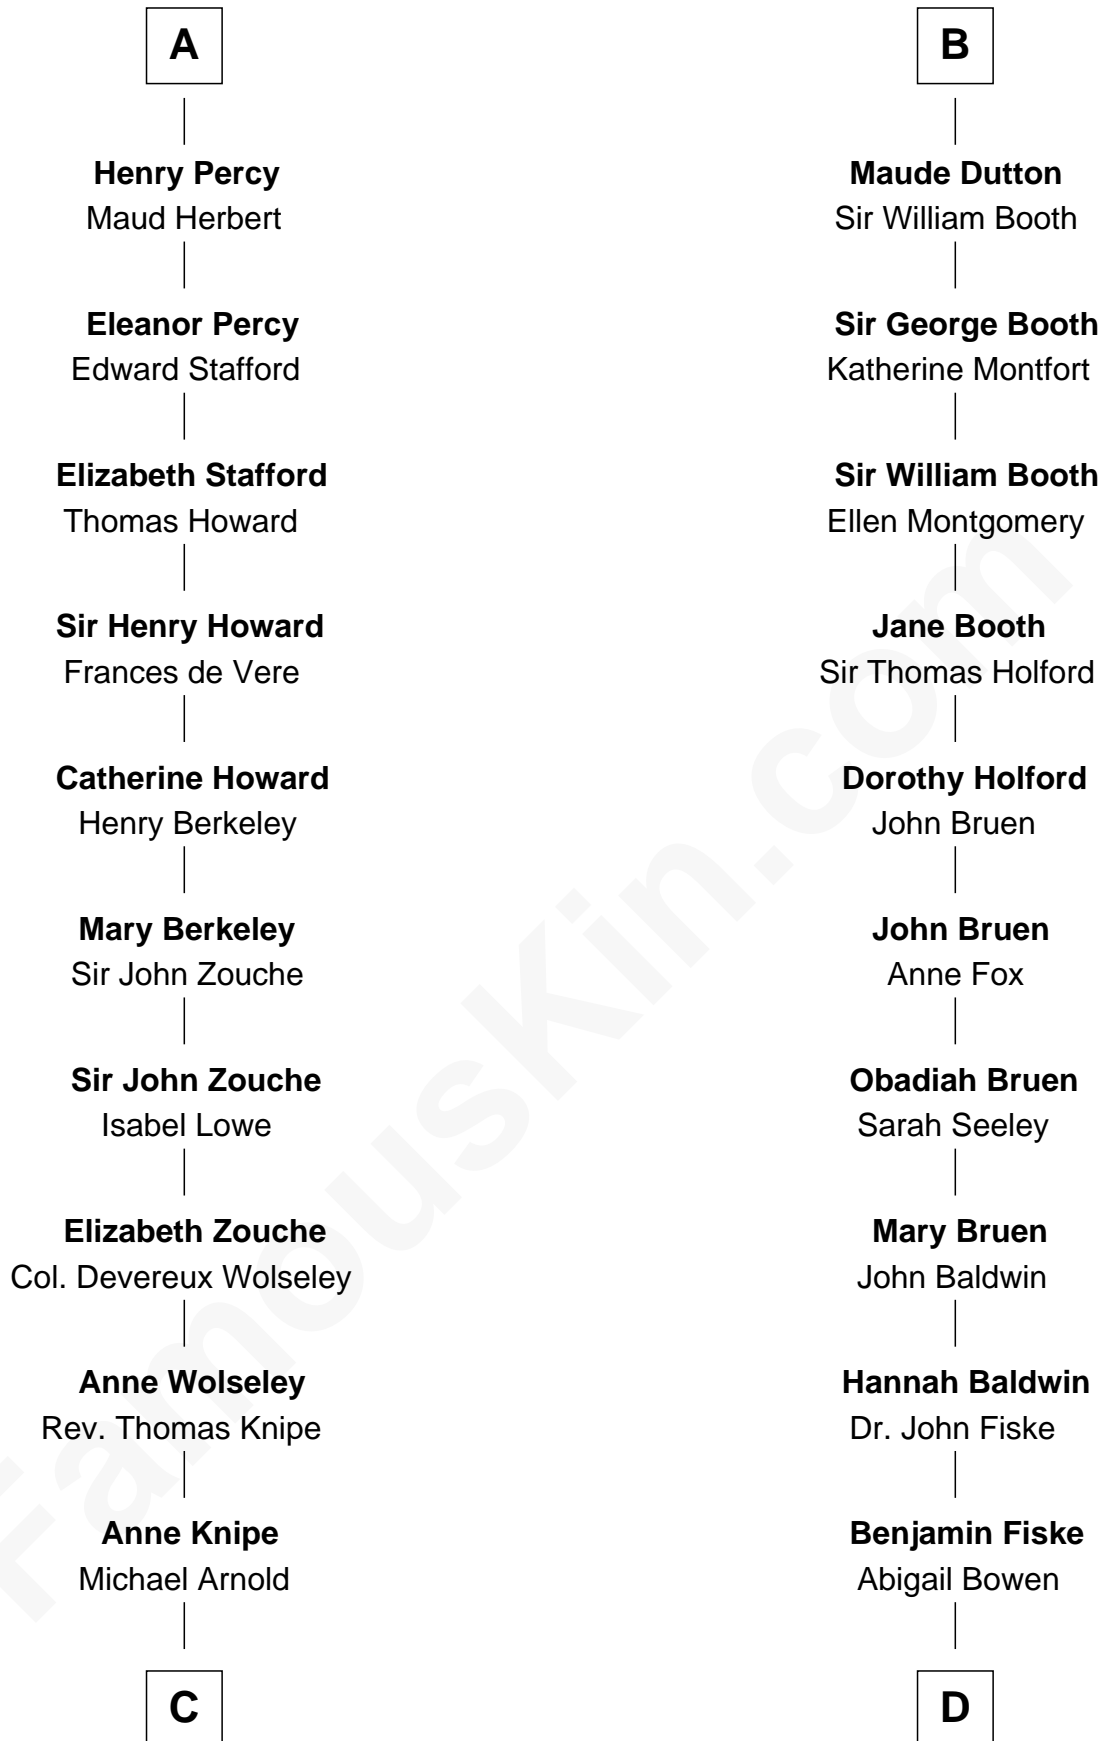 A
Henry Percy
Maud Herbert
Eleanor Percy
Edward Stafford
Elizabeth Stafford
Thomas Howard
Sir Henry Howard
Frances de Vere
Catherine Howard
Henry Berkeley
Mary Berkeley
Sir John Zouche
Sir John Zouche
Isabel Lowe
Elizabeth Zouche
Col. Devereux Wolseley
Anne Wolseley
Rev. Thomas Knipe
Anne Knipe
Michael Arnold
C
B
Maude Dutton
Sir William Booth
Sir George Booth
Katherine Montfort
Sir William Booth
Ellen Montgomery
Jane Booth
Sir Thomas Holford
Dorothy Holford
John Bruen
John Bruen
Anne Fox
Obadiah Bruen
Sarah Seeley
Mary Bruen
John Baldwin
Hannah Baldwin
Dr. John Fiske
Benjamin Fiske
Abigail Bowen
D
FamousKin.com